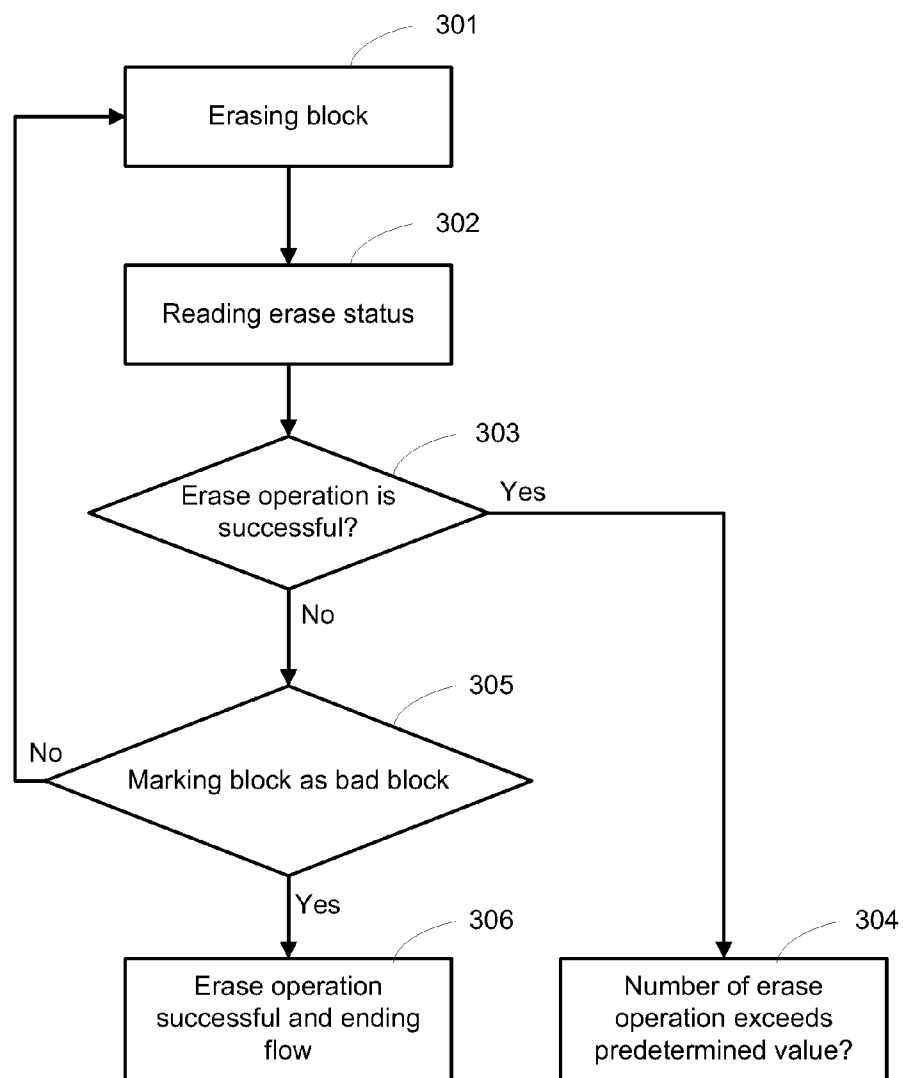 301
Erasing block
302
Reading erase status
303
Erase operation is
successful?
Yes
No
305
No
Marking block as bad block
Yes
306
304
Erase operation
successful and ending
flow
Number of erase
operation exceeds
predetermined value?